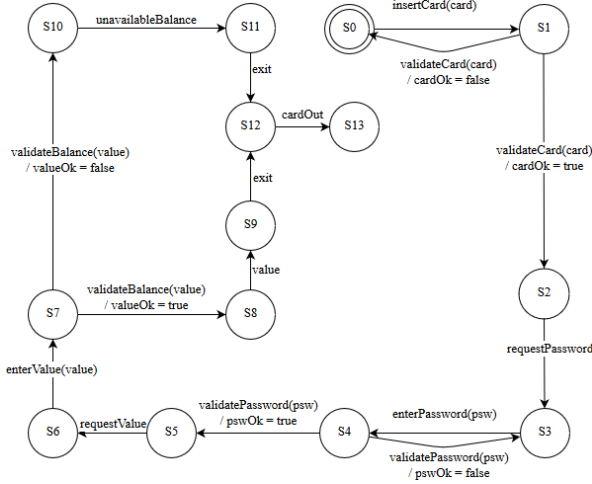 insertCard(card)
unavailableBalance
S10
S11
S0
S1
exit
validateCard(card)
/ cardOk = false
cardOut
S12
S13
validateBalance(value)
/ valueOk = false
validateCard(card)
/ cardOk = true
exit
S9
value
validateBalance(value)
/ valueOk = true
S7
S8
S2
requestPassword
enterValue(value)
validatePassword(psw)
/ pswOk = true
enterPassword(psw)
requestValue
S6
S5
S4
S3
validatePassword(psw)
/ pswOk = false